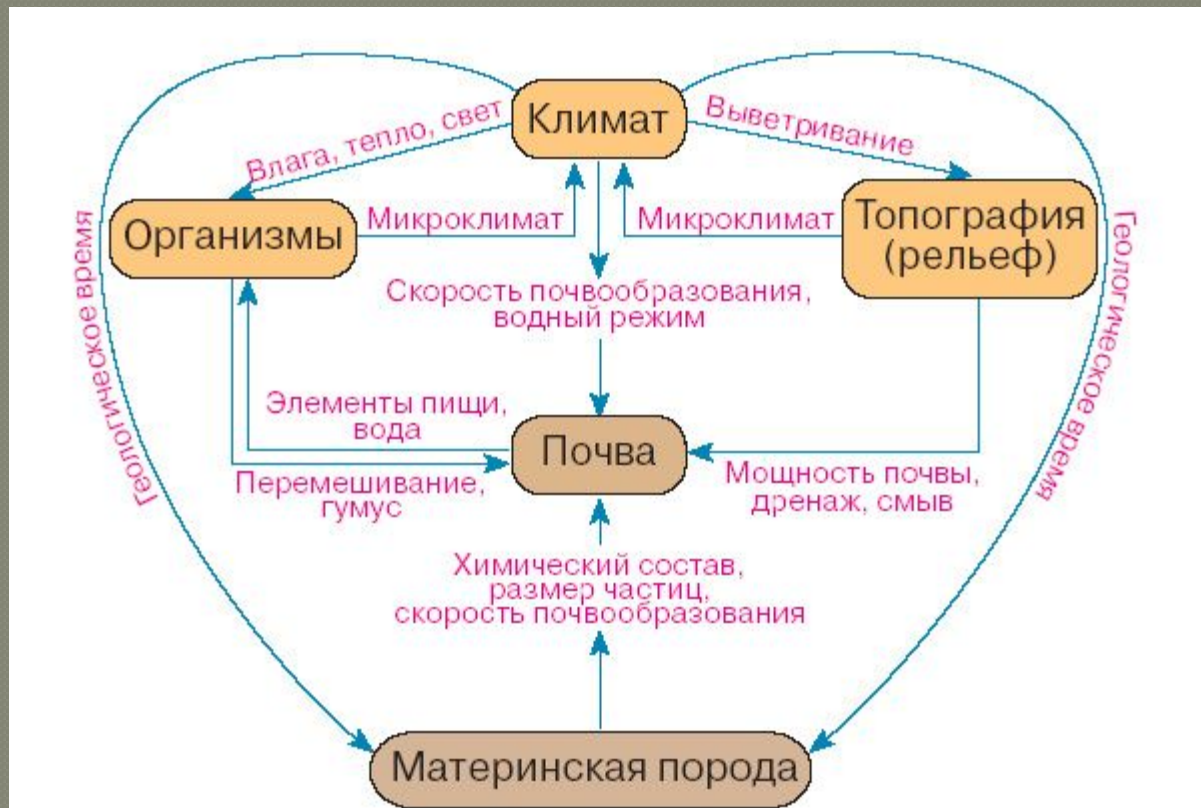 Климат
Влага, тепло, свет
Выветривание
Организмы
Микроклимат
Микроклимат
Топография
(рельеф)
Геологическое время
Геологическое время
Скорость почвообразования,
водный режим
Элементы пищи,
вода
Почва
Перемешивание,
гумус
Мощность почвы,
дренаж, смыв
Химический состав,
размер частиц,
скорость почвообразования
Материнская порода